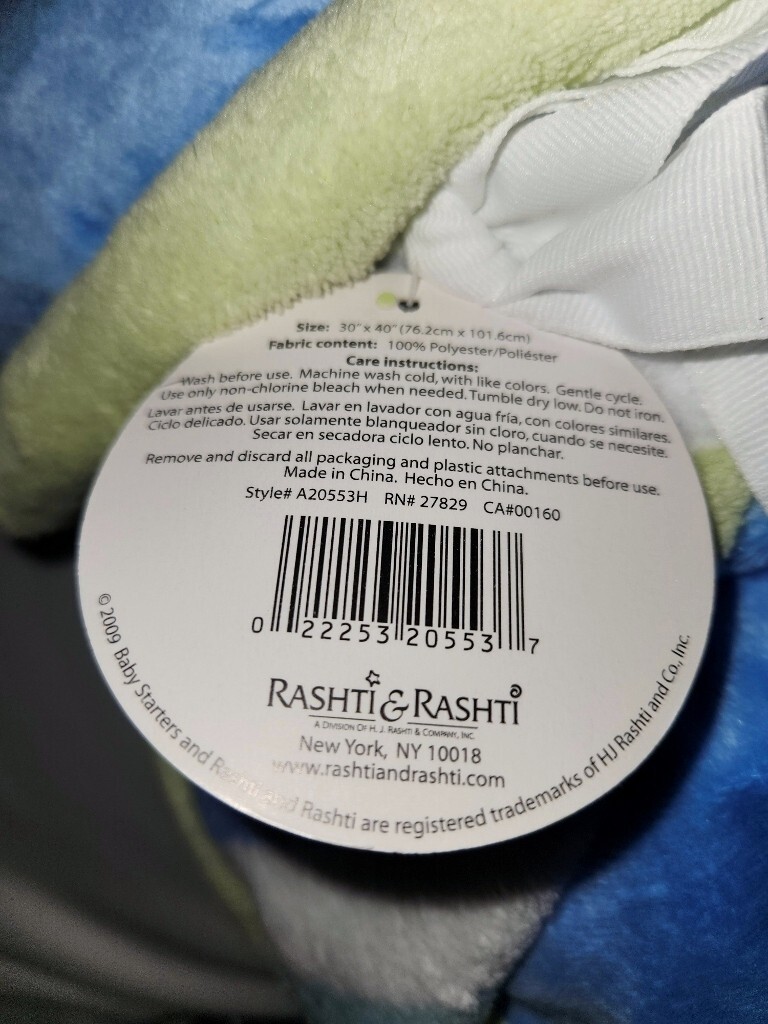 Size: 30" x 40" (76.2cm x 101.6cm)
Fabric content: 100% Polyester/Poliéster
Care instructions:
Wash before use. Machine wash cold, with like colors. Gentle cycle.
Use only non-chlorine bleach when needed. Tumble dry low. Do not iron.
Lavar antes de usarse. Lavar en lavador con agua fría, con colores similares.
Ciclo delicado. Usar solamente blanqueador sin cloro, cuando se necesite.
Secar en secadora ciclo lento. No planchar.
Remove and discard all packaging and plastic attachments before use.
Made in China. Hecho en China.
Style# A20553H RN# 27829 CA#00160
0 22253 20553 7
RASHTI & RASHTI
A DIVISION OF H. J. RASHTI & COMPANY, INC.
New York, NY 10018
www.rashtiandrashti.com
© 2009 Baby Starters and Rashti and Rashti are registered trademarks of HJ Rashti and Co., Inc.